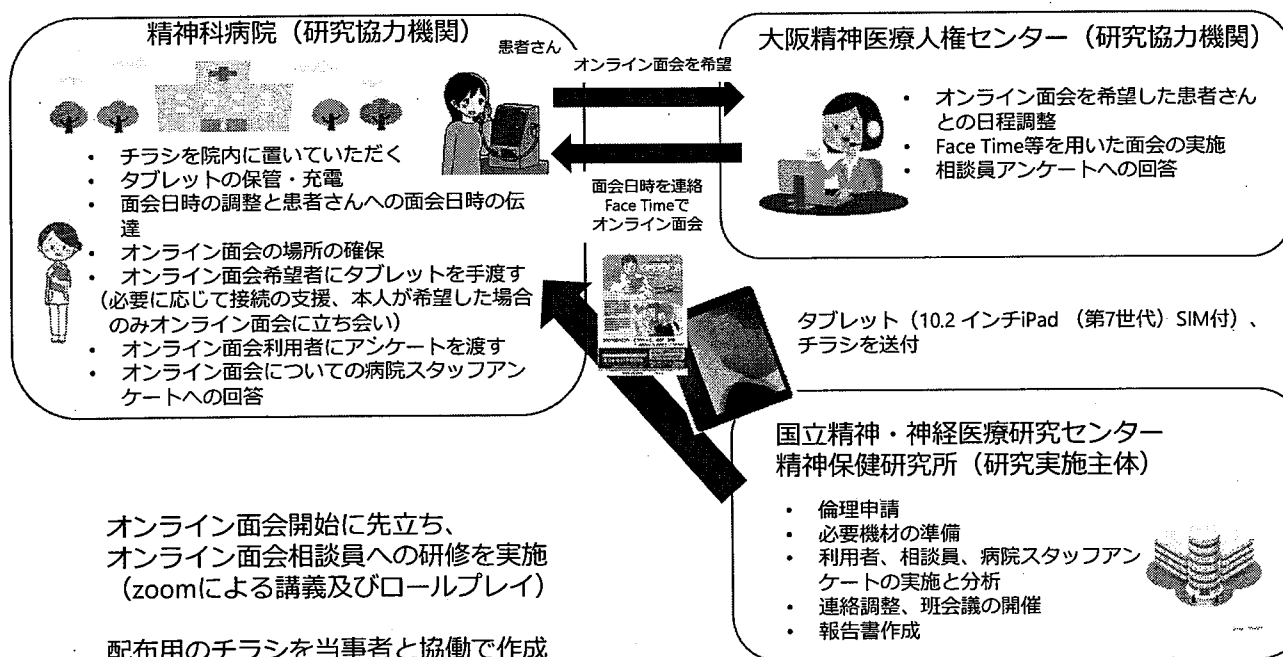 精神科病院（研究協力機関）
患者さん
・ チラシを院内に置いていただく
・ タブレットの保管・充電
・ 面会日時の調整と患者さんへの面会日時の伝
達
・ オンライン面会の場所の確保
・ オンライン面会希望者にタブレットを手渡す
（必要に応じて接続の支援、本人が希望した場合
のみオンライン面会に立ち会い）
・ オンライン面会利用者にアンケートを渡す
・ オンライン面会についての病院スタッフアン
ケートへの回答
オンライン面会を希望
面会日時を連絡
Face Timeで
オンライン面会
大阪精神医療人権センター（研究協力機関）
・ オンライン面会を希望した患者さん
との日程調整
・ Face Time等を用いた面会の実施
・ 相談員アンケートへの回答
タブレット（10.2 インチiPad （第7世代）SIM付）、
チラシを送付
国立精神・神経医療研究センター
精神保健研究所（研究実施主体）
・ 倫理申請
・ 必要機材の準備
・ 利用者、相談員、病院スタッフアン
ケートの実施と分析
・ 連絡調整、班会議の開催
・ 報告書作成
オンライン面会開始に先立ち、
オンライン面会相談員への研修を実施
（zoomによる講義及びロールプレイ）
配布用のチラシを当事者と協働で作成